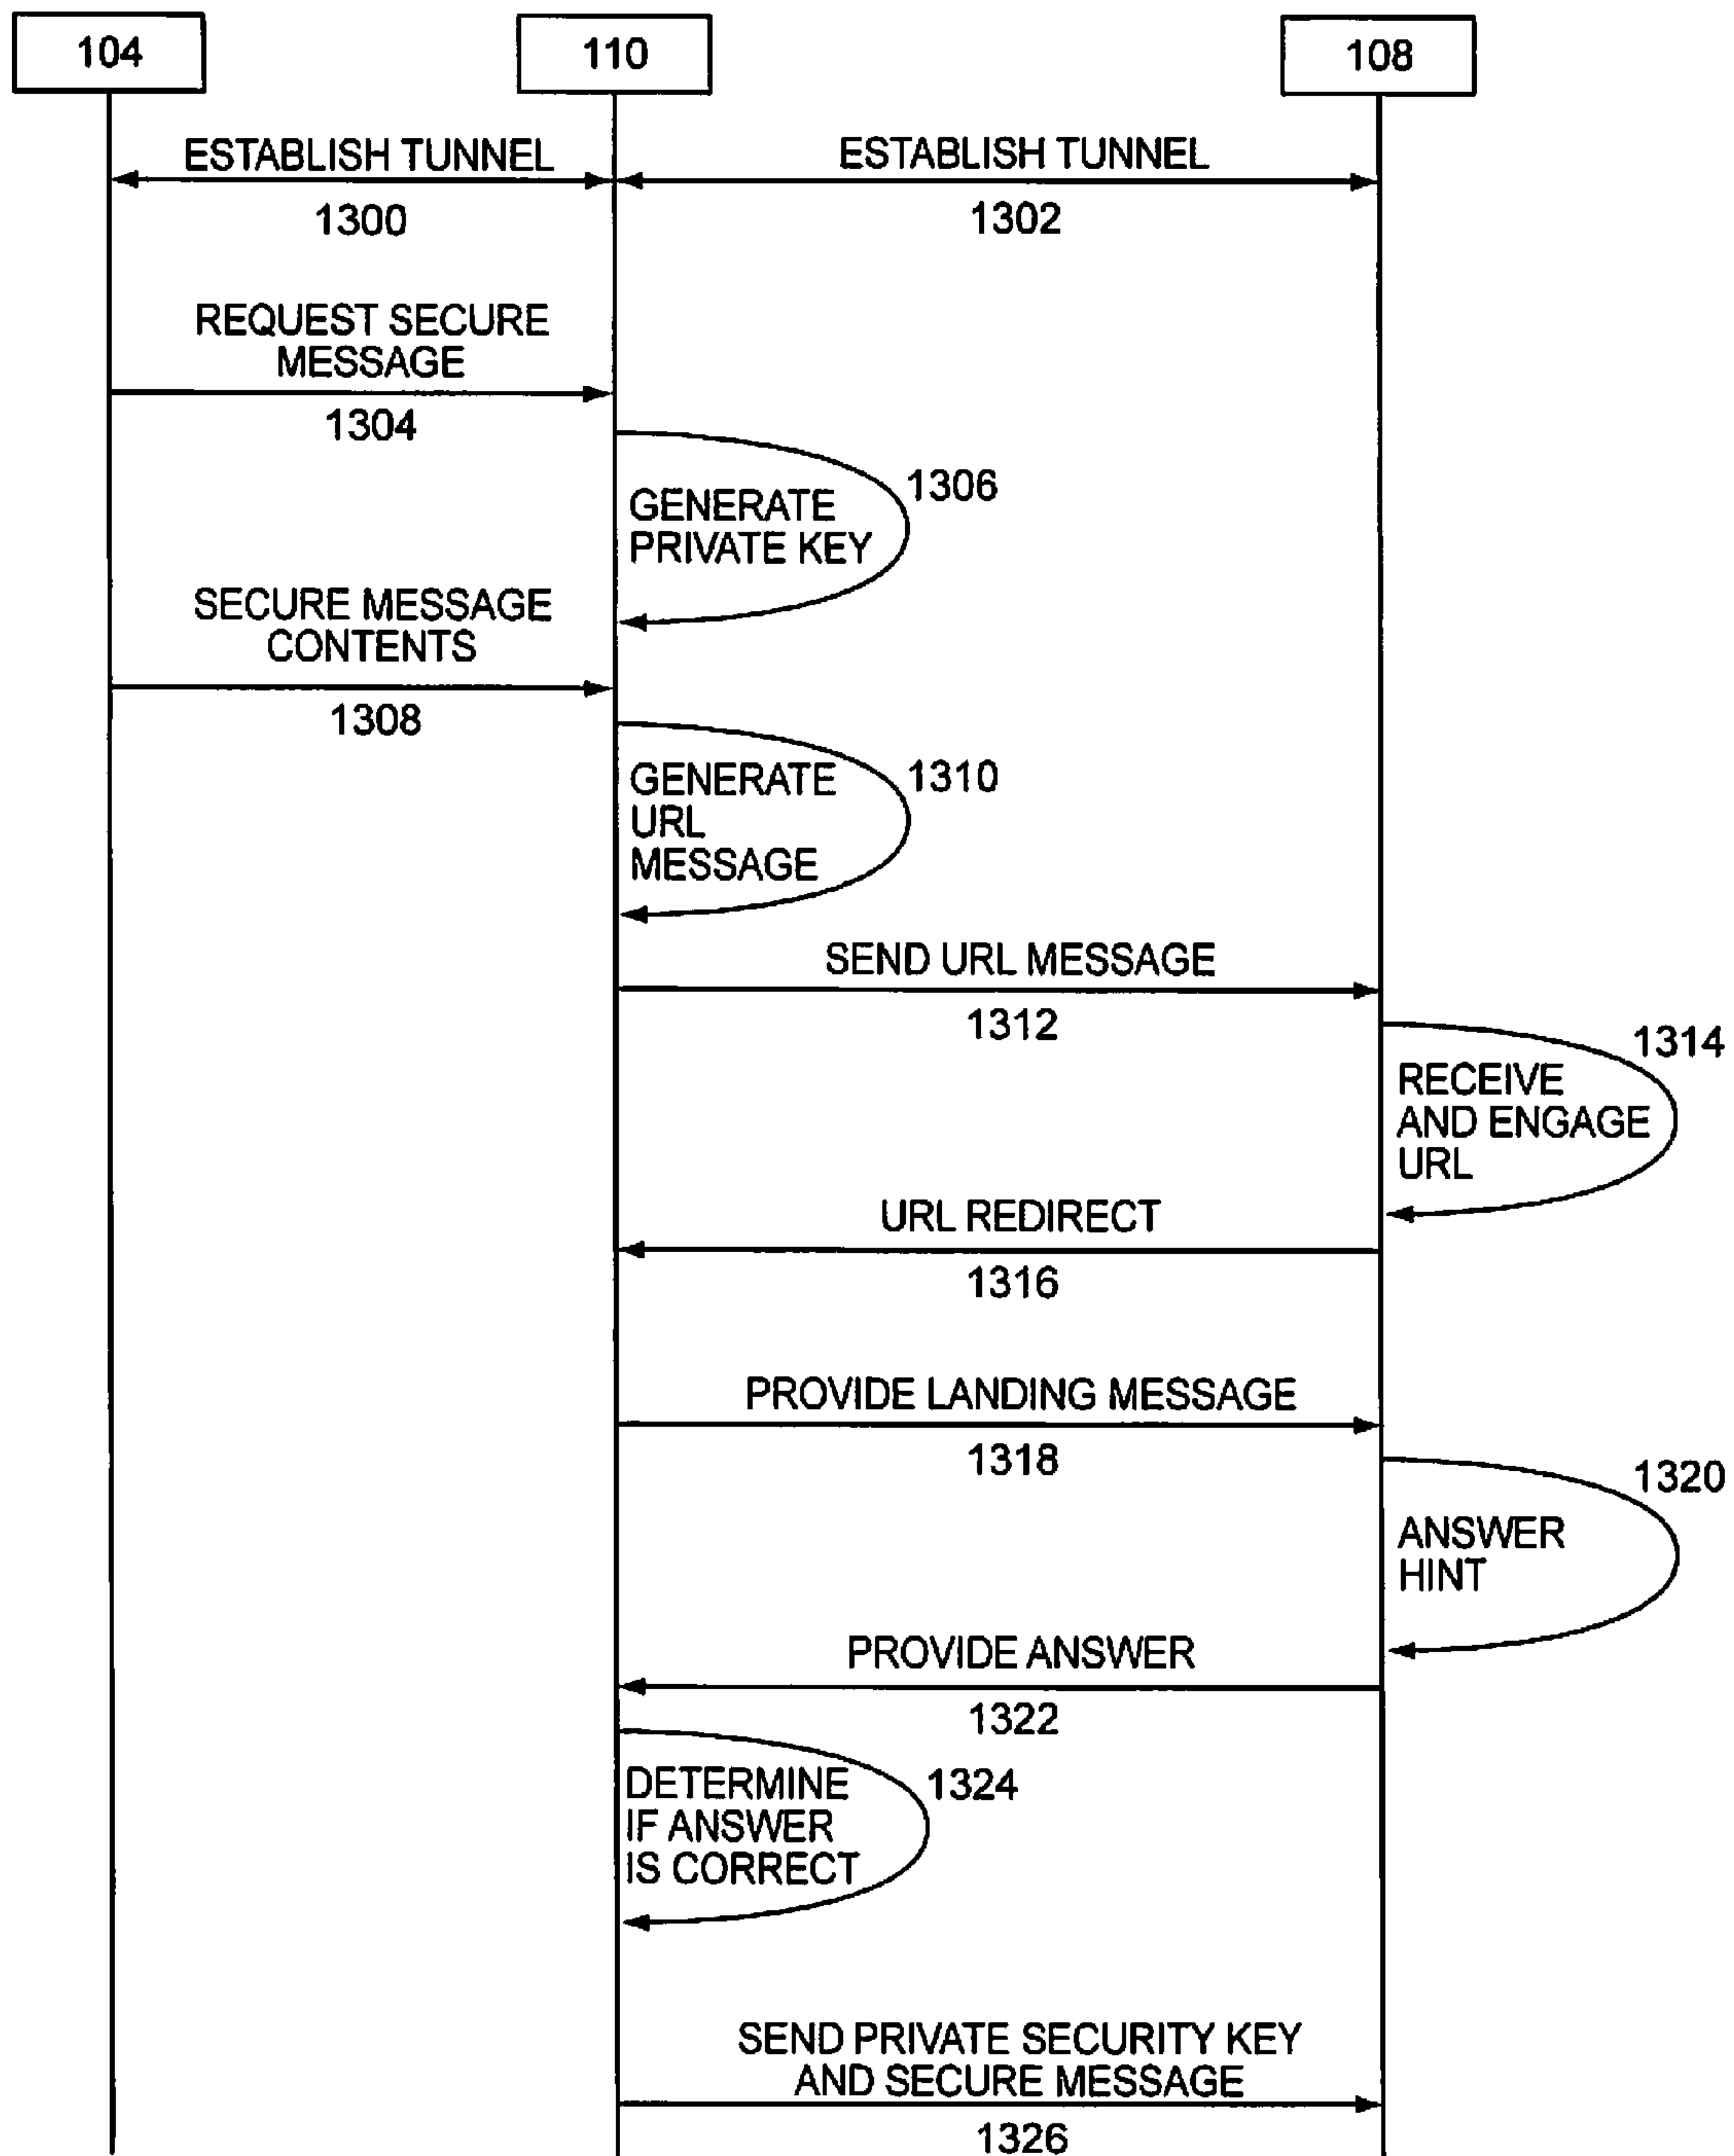 104
110
108
ESTABLISH TUNNEL
1300
ESTABLISH TUNNEL
1302
REQUEST SECURE
MESSAGE
1304
1306
GENERATE
PRIVATE KEY
SECURE MESSAGE
CONTENTS
1308
1310
GENERATE
URL
MESSAGE
SEND URL MESSAGE
1312
1314
RECEIVE
AND ENGAGE
URL
URL REDIRECT
1316
PROVIDE LANDING MESSAGE
1318
1320
ANSWER
HINT
PROVIDE ANSWER
1322
1324
DETERMINE
IF ANSWER
IS CORRECT
SEND PRIVATE SECURITY KEY
AND SECURE MESSAGE
1326